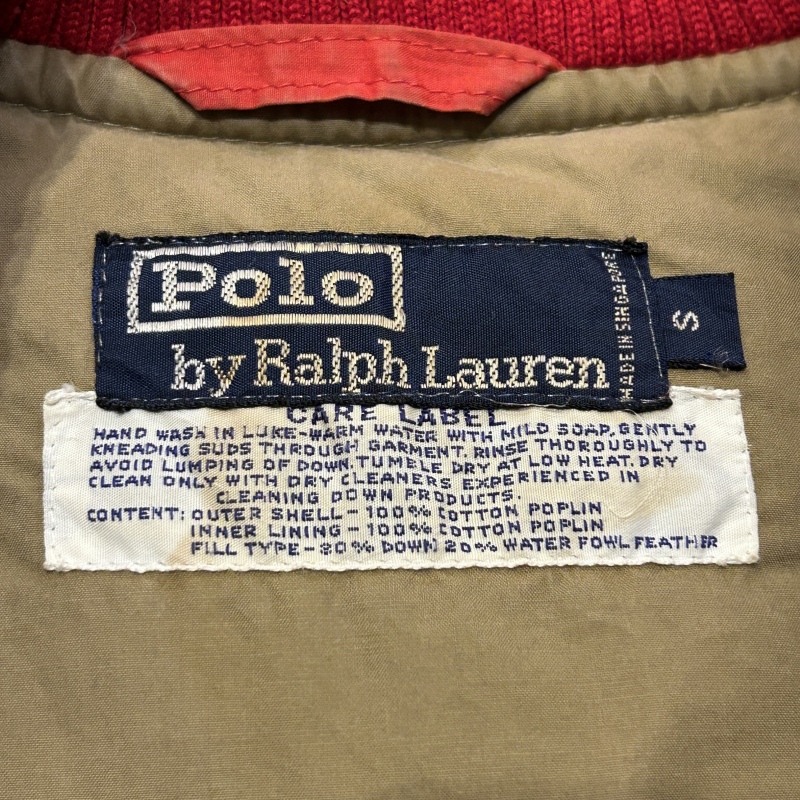 Polo
by Ralph Lauren
MADE IN SINGAPORE
S
CARE LABEL
HAND WASH IN LUKE-WARM WATER WITH MILD SOAP. GENTLY
KNEADING SUDS THROUGH GARMENT. RINSE THOROUGHLY TO
AVOID LUMPING OF DOWN. TUMBLE DRY AT LOW HEAT. DRY
CLEAN ONLY WITH DRY CLEANERS EXPERIENCED IN
CLEANING DOWN PRODUCTS.
CONTENT: OUTER SHELL-100% COTTON POPLIN
INNER LINING-100% COTTON POPLIN
FILL TYPE-80% DOWN 20% WATER FOWL FEATHER